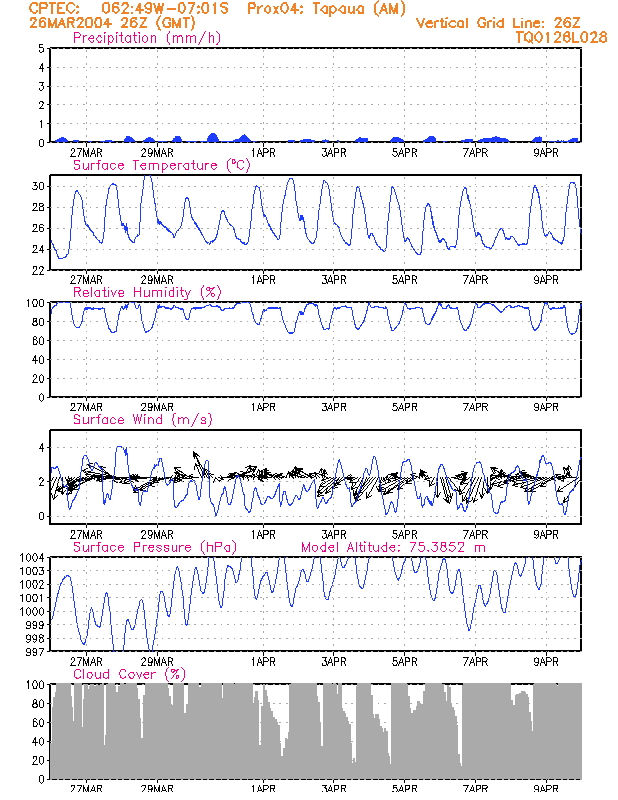 CPTEC: 062:49W-07:01S Prox04: Tapaua (AM)
26MAR2004 26Z (GMT) Vertical Grid Line: 26Z
Precipitation (mm/h) TQ0126L028
5
4
3
2
1
0
27MAR 29MAR 1APR 3APR 5APR 7APR 9APR
Surface Temperature (°C)
30
28
26
24
22
27MAR 29MAR 1APR 3APR 5APR 7APR 9APR
Relative Humidity (%)
100
80
60
40
20
0
27MAR 29MAR 1APR 3APR 5APR 7APR 9APR
Surface Wind (m/s)
4
2
0
27MAR 29MAR 1APR 3APR 5APR 7APR 9APR
Surface Pressure (hPa) Model Altitude: 75.3852 m
1004
1003
1002
1001
1000
999
998
997
27MAR 29MAR 1APR 3APR 5APR 7APR 9APR
Cloud Cover (%)
100
80
60
40
20
0
27MAR 29MAR 1APR 3APR 5APR 7APR 9APR